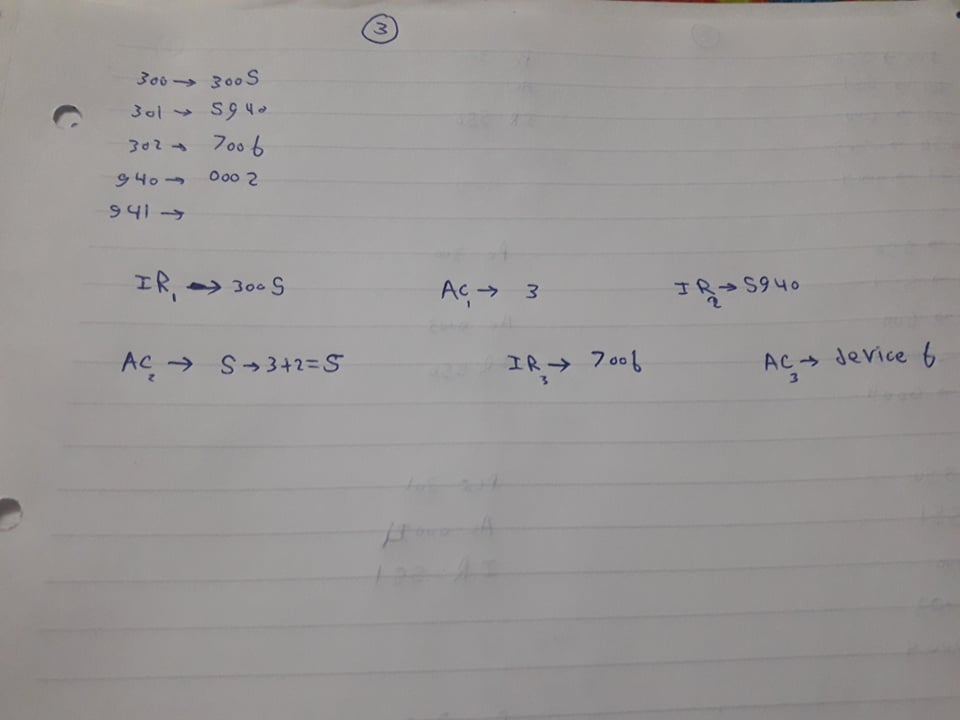 3
300 → 3005
301 → 5940
302 → 7006
940 → 0002
941 →
IR₁ → 3005 AC₁ → 3 IR₂ → 5940
AC₂ → 5 → 3+2=5 IR₃ → 7006 AC₃ → device 6